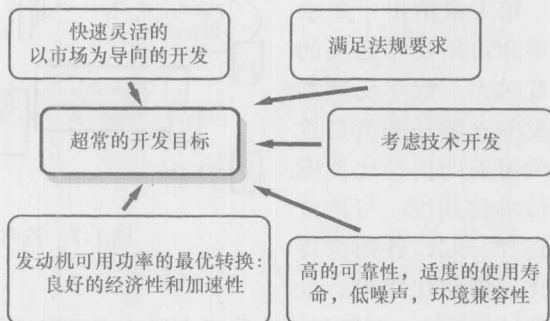 快速灵活的
以市场为导向的开发
满足法规要求
超常的开发目标
考虑技术开发
发动机可用功率的最优转换：
良好的经济性和加速性
高的可靠性，适度的使用寿
命，低噪声，环境兼容性